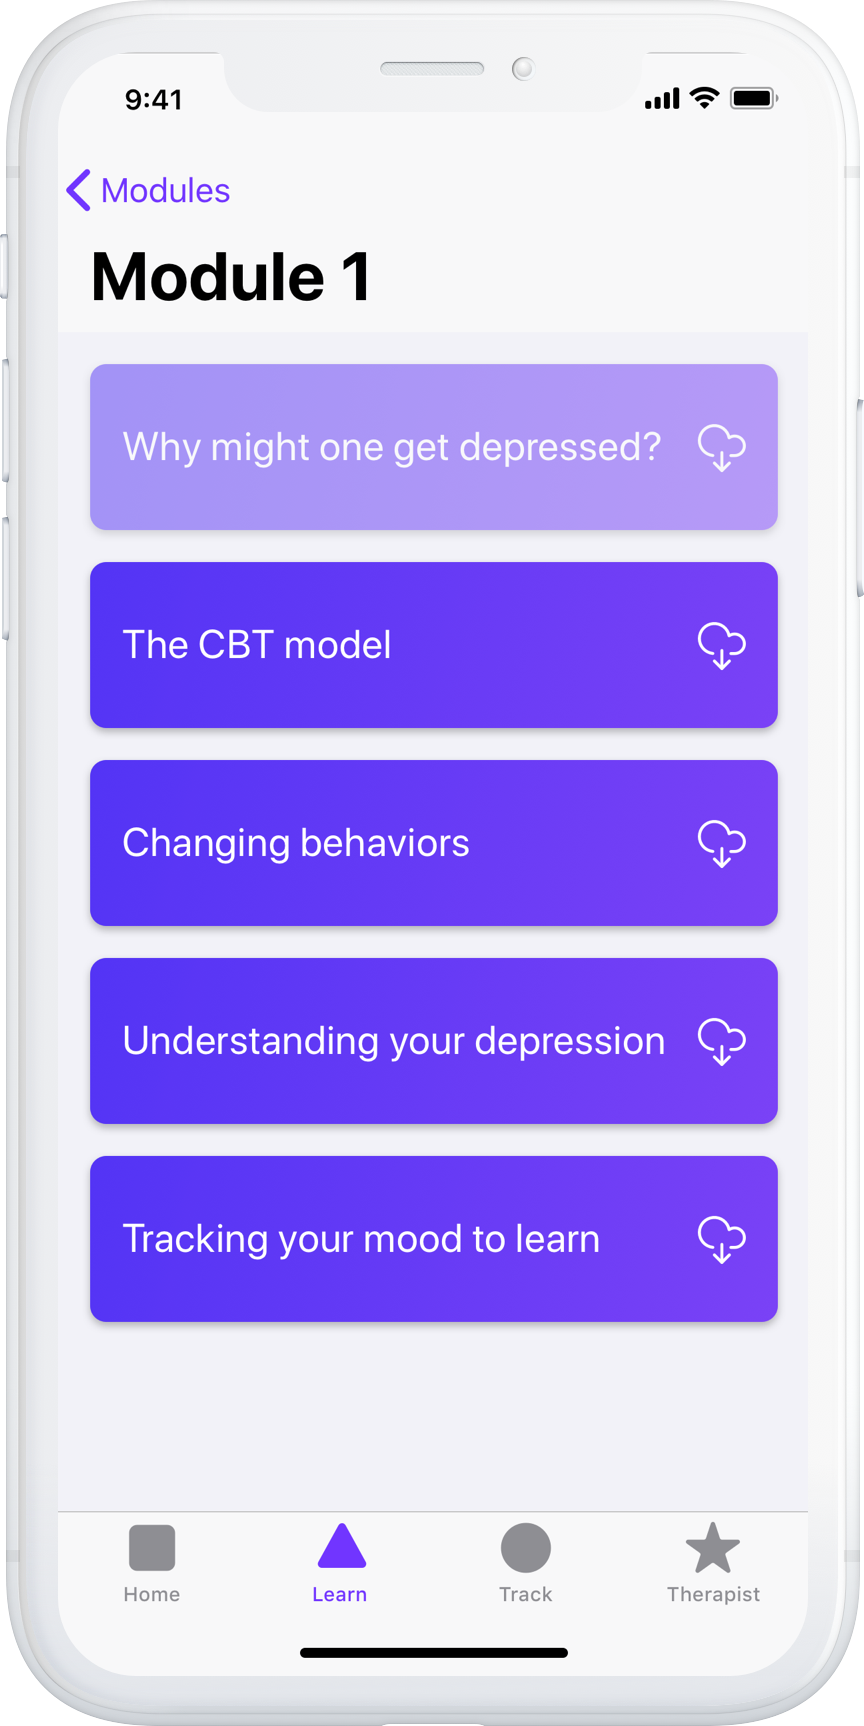 9:41
Modules
Module 1
Why might one get depressed?
The CBT model
Changing behaviors
Understanding your depression
Tracking your mood to learn
Home
Learn
Track
Therapist